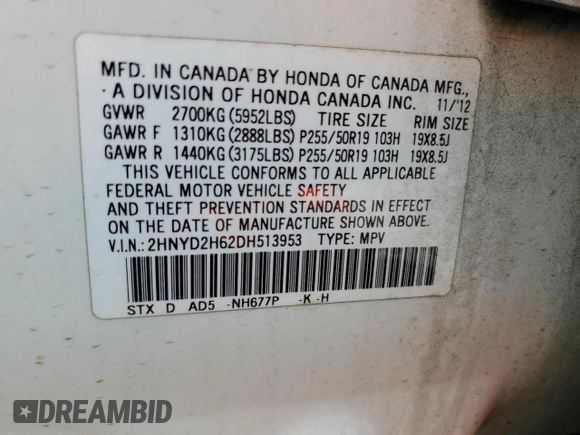 MFD. IN CANADA BY HONDA OF CANADA MFG.,
A DIVISION OF HONDA CANADA INC. 11/'12
GVWR 2700KG (5952LBS) TIRE SIZE RIM SIZE
GAWR F 1310KG (2888LBS) P255/50R19 103H 19X8.5J
GAWR R 1440KG (3175LBS) P255/50R19 103H 19X8.5J
THIS VEHICLE CONFORMS TO ALL APPLICABLE
FEDERAL MOTOR VEHICLE SAFETY
AND THEFT PREVENTION STANDARDS IN EFFECT
ON THE DATE OF MANUFACTURE SHOWN ABOVE.
V.I.N.: 2HNYD2H62DH513953 TYPE: MPV
STX D AD5 -NH677P -K -H
DREAMBID